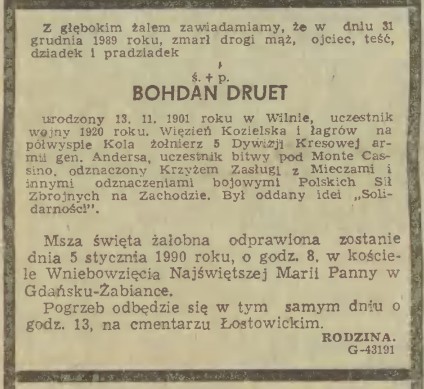 Z głębokim żalem zawiadamiamy, że w dniu 31
grudnia 1989 roku, zmarł drogi mąż, ojciec, teść,
dziadek i pradziadek
ś. + p.
BOHDAN DRUET
urodzony 13. 11. 1901 roku w Wilnie, uczestnik
wojny 1920 roku. Więzień Kozielska i łagrów na
półwyspie Kola żołnierz 5 Dywizji Kresowej ar-
mii gen. Andersa, uczestnik bitwy pod Monte Cas-
sino, odznaczony Krzyżem Zasługi z Mieczami i
innymi odznaczeniami bojowymi Polskich Sił
Zbrojnych na Zachodzie. Był oddany idei „Soli-
darności”.
Msza święta żałobna odprawiona zostanie
dnia 5 stycznia 1990 roku, o godz. 8, w koście-
le Wniebowzięcia Najświętszej Marii Panny w
Gdańsku-Żabiance.
Pogrzeb odbędzie się w tym samym dniu o
godz. 13, na cmentarzu Łostowickim.
RODZINA.
G-43191